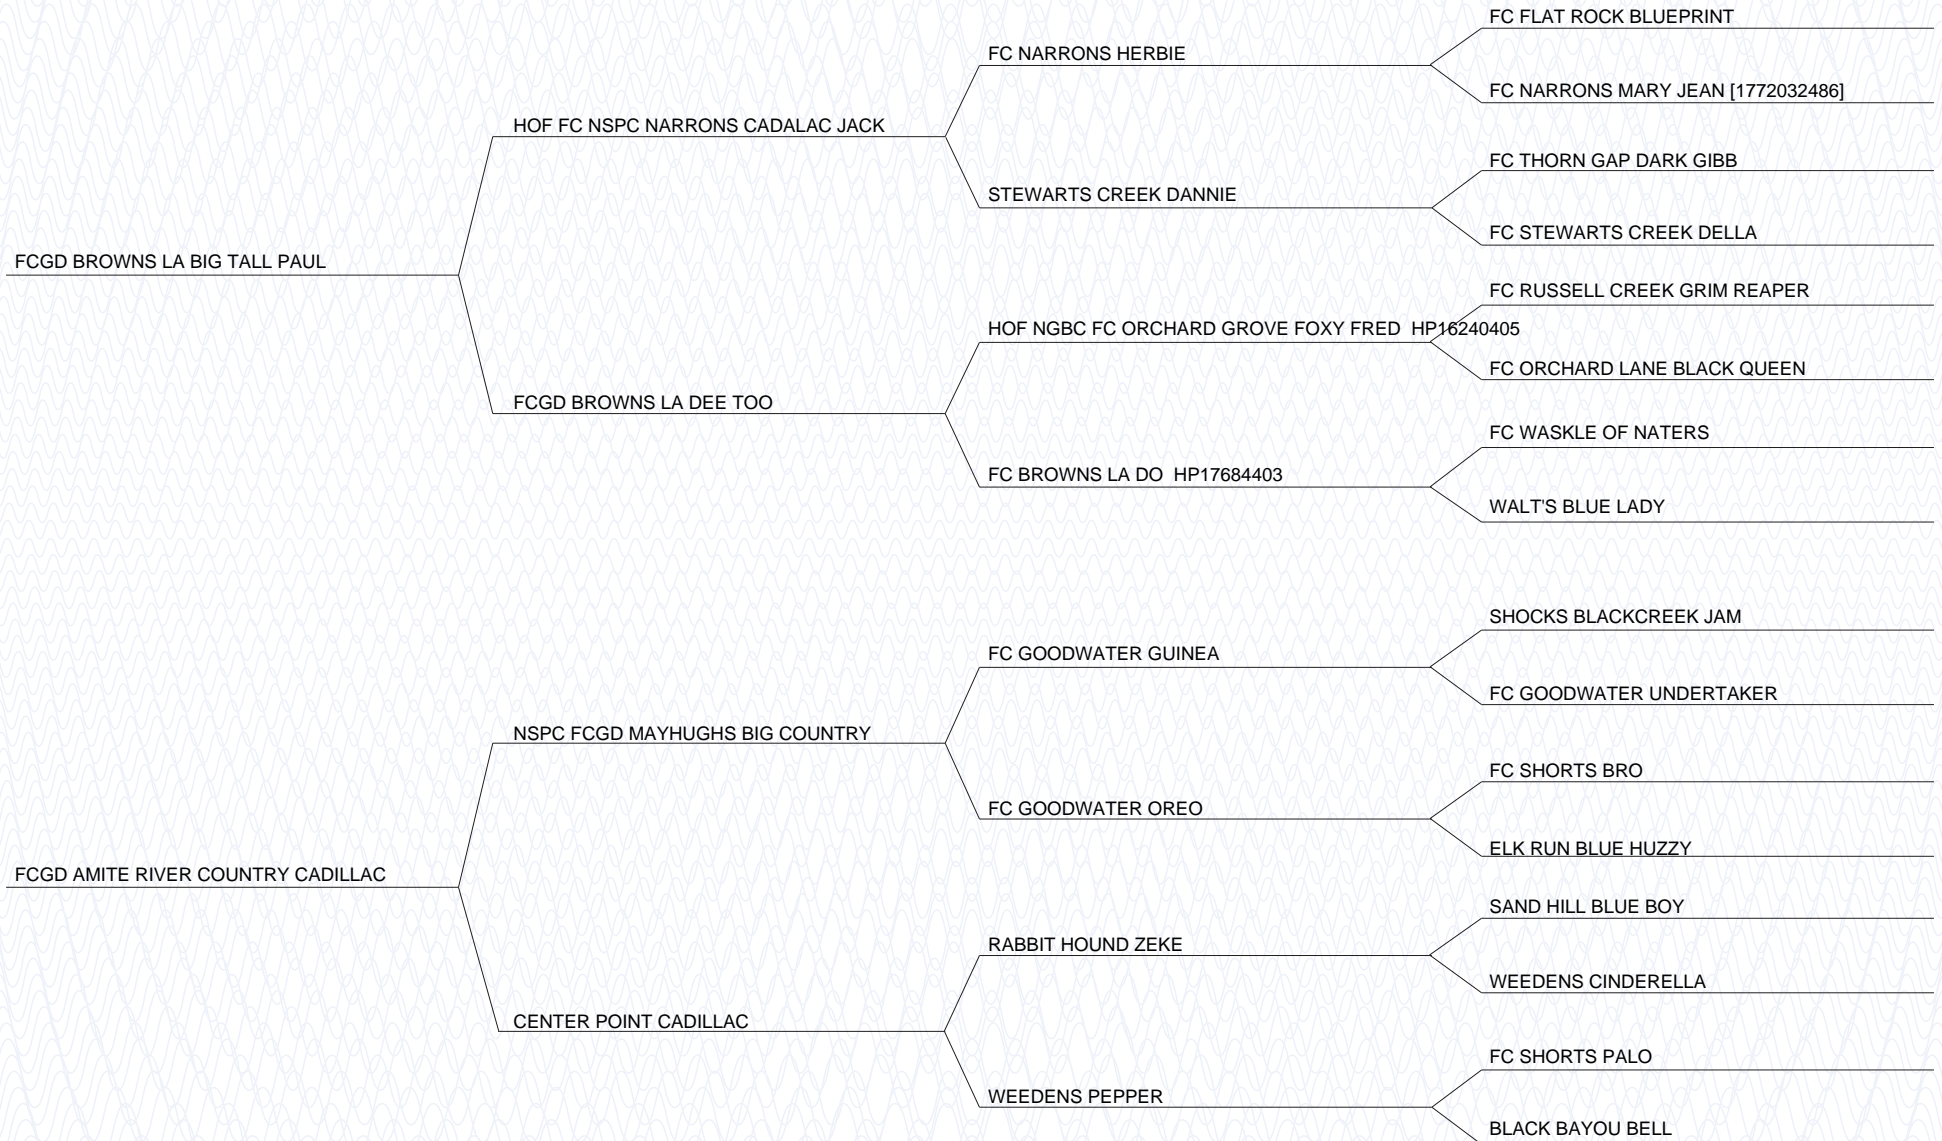 FC FLAT ROCK BLUEPRINT
FC NARRONS HERBIE
FC NARRONS MARY JEAN [1772032486]
HOF FC NSPC NARRONS CADALAC JACK
FC THORN GAP DARK GIBB
STEWARTS CREEK DANNIE
FC STEWARTS CREEK DELLA
FCGD BROWNS LA BIG TALL PAUL
FC RUSSELL CREEK GRIM REAPER
HOF NGBC FC ORCHARD GROVE FOXY FRED HP16240405
FC ORCHARD LANE BLACK QUEEN
FCGD BROWNS LA DEE TOO
FC WASKLE OF NATERS
FC BROWNS LA DO HP17684403
WALT'S BLUE LADY
SHOCKS BLACKCREEK JAM
FC GOODWATER GUINEA
FC GOODWATER UNDERTAKER
NSPC FCGD MAYHUGHS BIG COUNTRY
FC SHORTS BRO
FC GOODWATER OREO
ELK RUN BLUE HUZZY
FCGD AMITE RIVER COUNTRY CADILLAC
SAND HILL BLUE BOY
RABBIT HOUND ZEKE
WEEDENS CINDERELLA
CENTER POINT CADILLAC
FC SHORTS PALO
WEEDENS PEPPER
BLACK BAYOU BELL